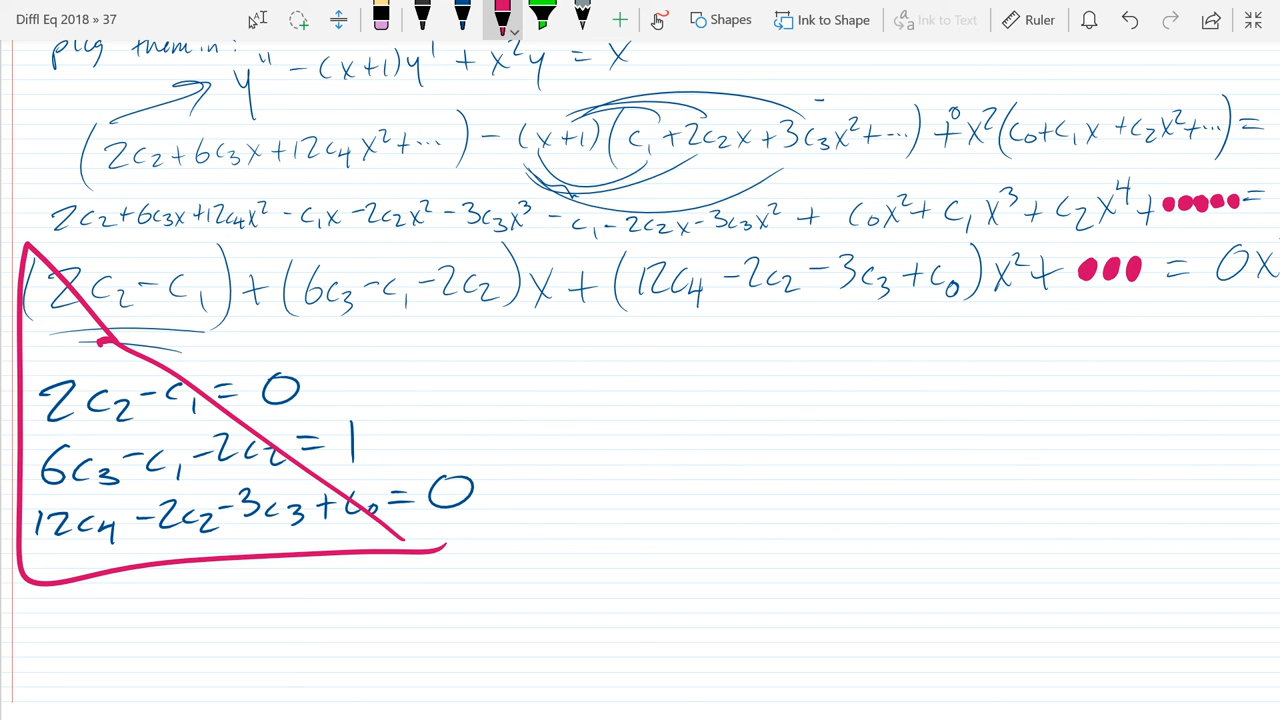 Diffl Eq 2018 » 37
Shapes Ink to Shape Ink to Text Ruler
plug them in:
y'' - (x+1)y' + x²y = x
(2c₂+6c₃x+12c₄x²+...) - (x+1)(c₁+2c₂x+3c₃x²+...) + x²(c₀+c₁x+c₂x²+...) =
2c₂+6c₃x+12c₄x² - c₁x - 2c₂x² - 3c₃x³ - c₁ - 2c₂x - 3c₃x² + c₀x² + c₁x³ + c₂x⁴ + ..... =
(2c₂ - c₁) + (6c₃ - c₁ - 2c₂)x + (12c₄ - 2c₂ - 3c₃ + c₀)x² + ... = 0x
2c₂ - c₁ = 0
6c₃ - c₁ - 2c₂ = 1
12c₄ - 2c₂ - 3c₃ + c₀ = 0